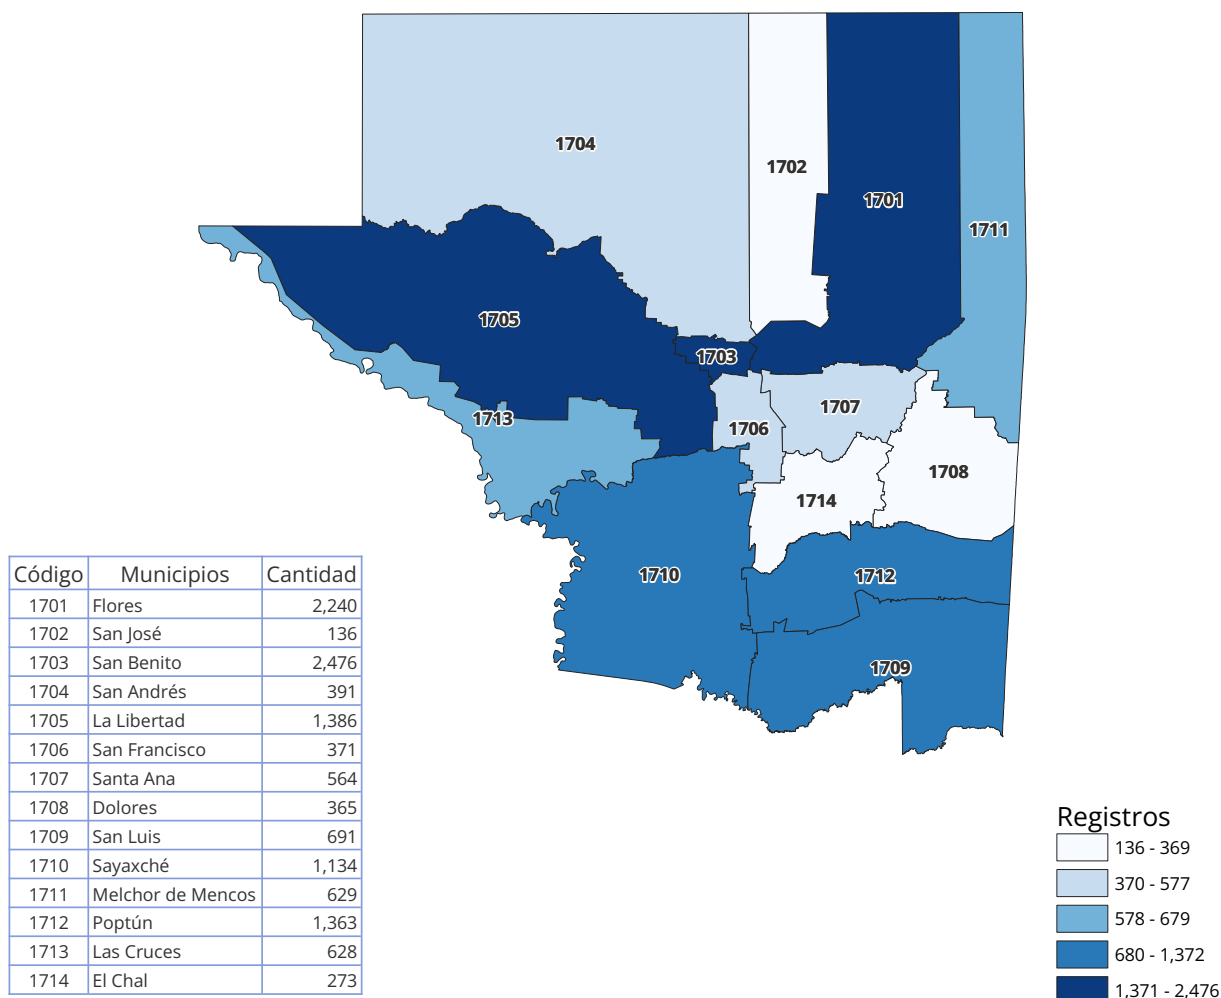 1704
1702
1701
1711
1705
1703
1707
1713
1706
1708
1714
1710
1712
1709
Código Municipios Cantidad
1701 Flores 2,240
1702 San José 136
1703 San Benito 2,476
1704 San Andrés 391
1705 La Libertad 1,386
1706 San Francisco 371
1707 Santa Ana 564
1708 Dolores 365
1709 San Luis 691
1710 Sayaxché 1,134
1711 Melchor de Mencos 629
1712 Poptún 1,363
1713 Las Cruces 628
1714 El Chal 273
Registros
136 - 369
370 - 577
578 - 679
680 - 1,372
1,371 - 2,476